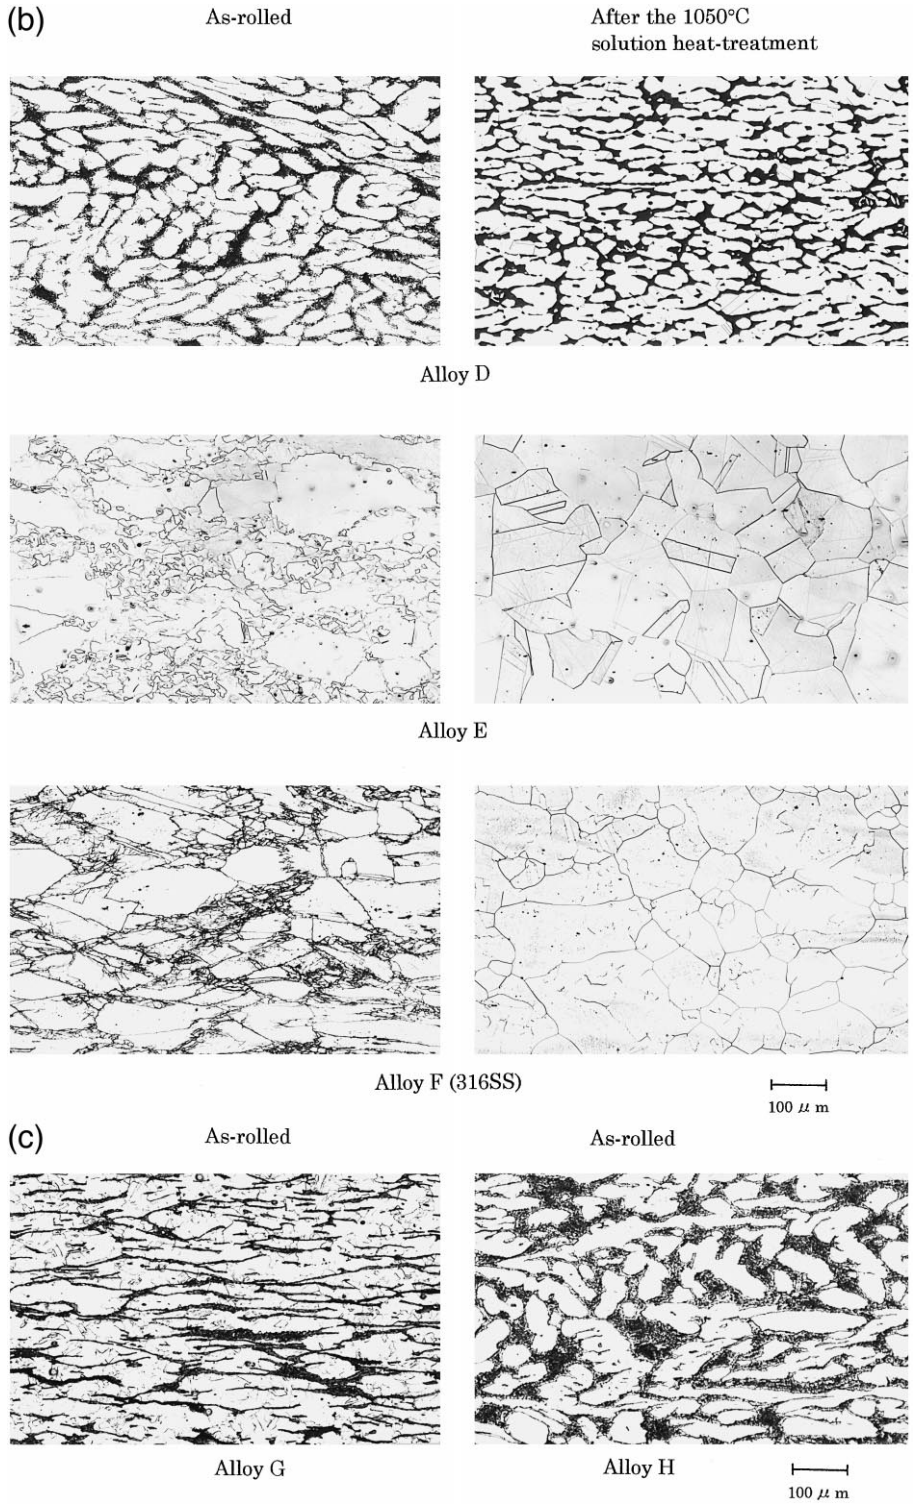 (b)
As-rolled
After the 1050°C
solution heat-treatment
Alloy D
Alloy E
Alloy F (316SS)
100 μ m
(c)
As-rolled
As-rolled
Alloy G
Alloy H
100 μ m